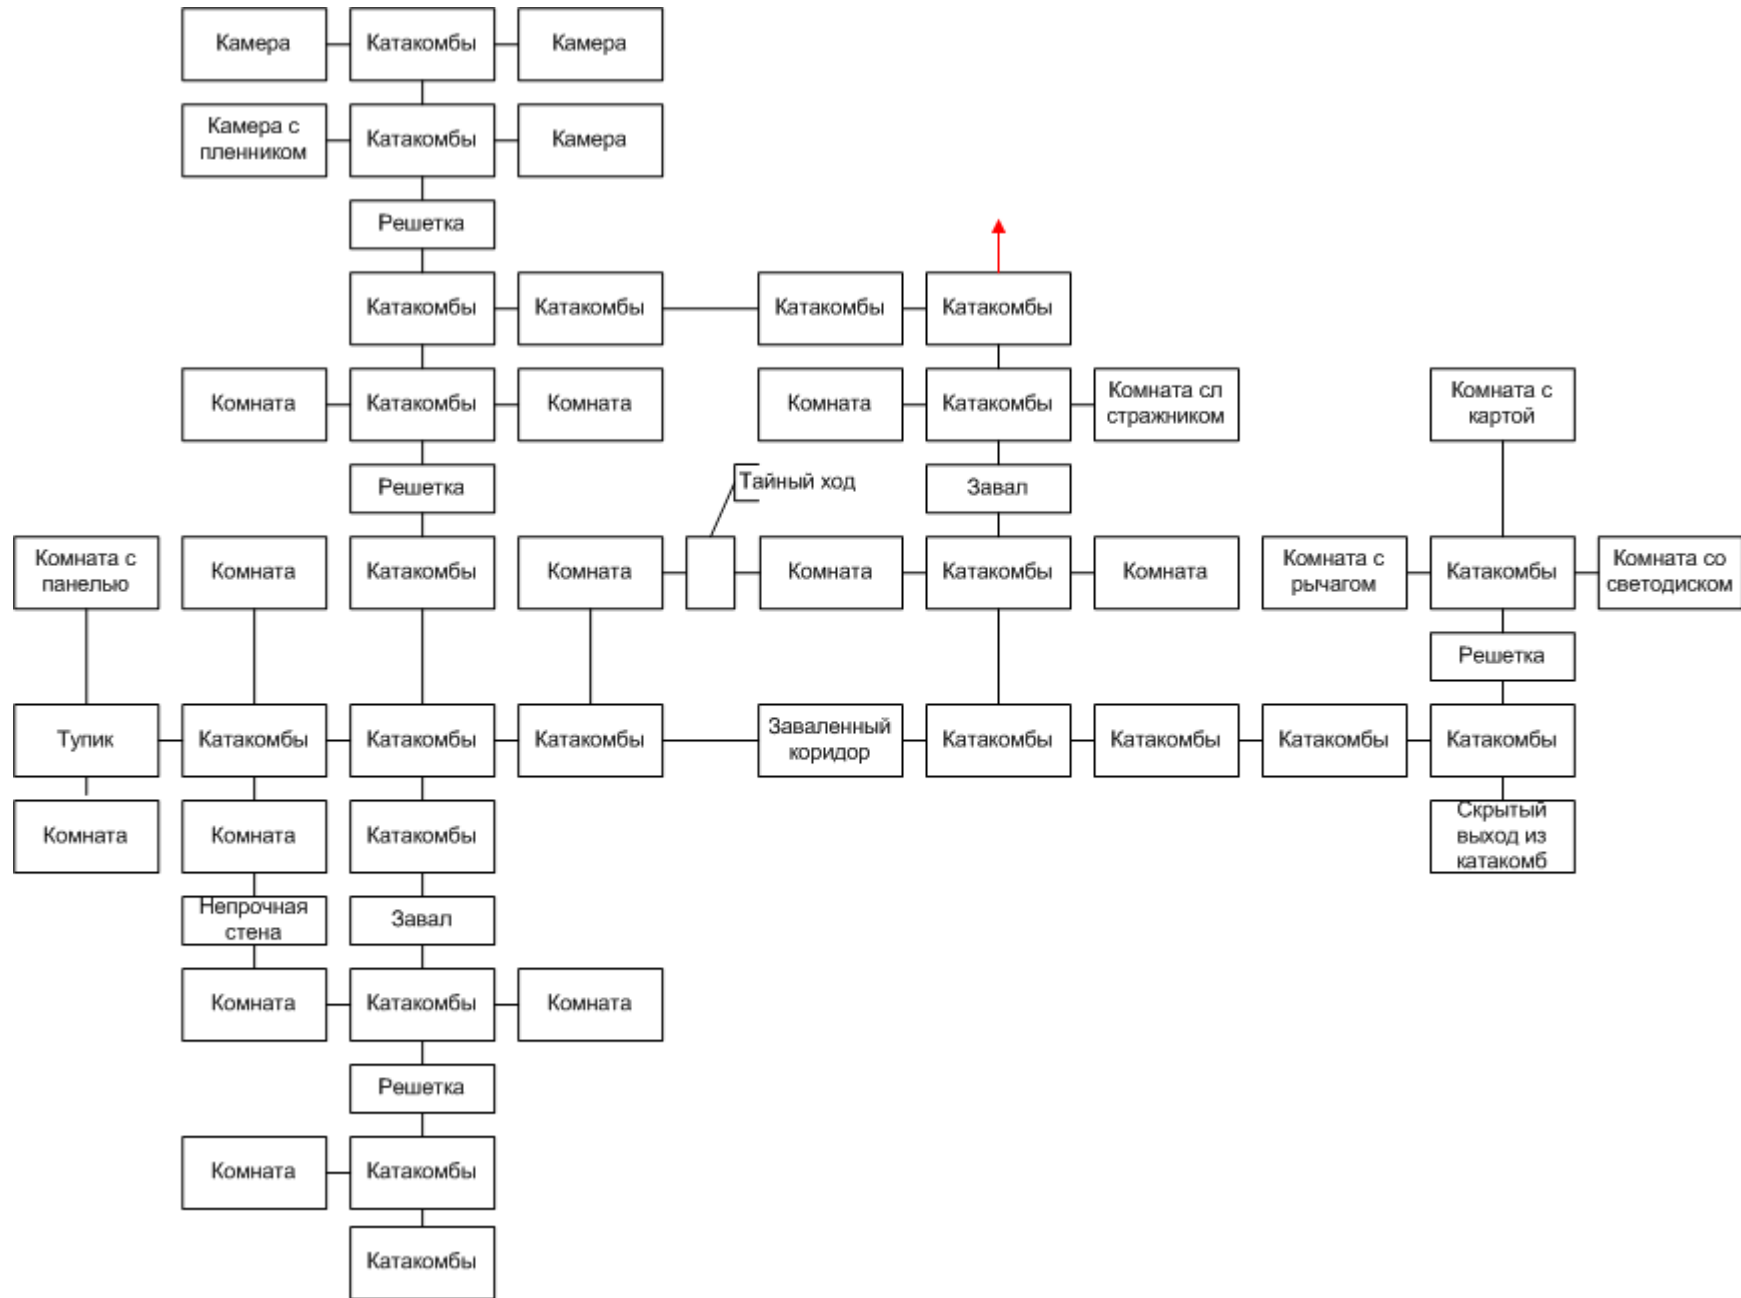 Камера
Катакомбы
Камера
Камера с
пленником
Катакомбы
Камера
Решетка
Катакомбы
Катакомбы
Катакомбы
Катакомбы
Комната
Катакомбы
Комната
Комната
Катакомбы
Комната сл
стражником
Комната с
картой
Решетка
Тайный ход
Завал
Комната с
панелью
Комната
Катакомбы
Комната
Комната
Катакомбы
Комната
Комната с
рычагом
Катакомбы
Комната со
светодиском
Решетка
Тупик
Катакомбы
Катакомбы
Катакомбы
Заваленный
коридор
Катакомбы
Катакомбы
Катакомбы
Катакомбы
Комната
Комната
Катакомбы
Скрытый
выход из
катакомб
Непрочная
стена
Завал
Комната
Катакомбы
Комната
Решетка
Комната
Катакомбы
Катакомбы